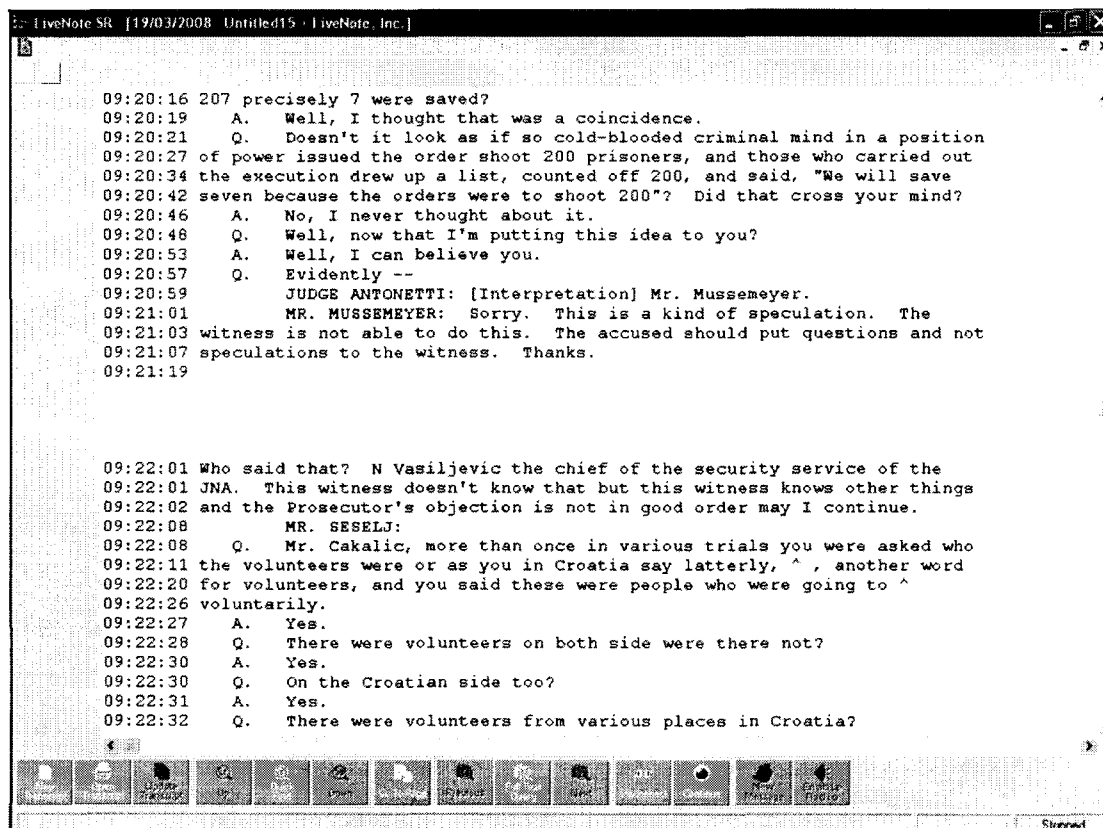 LiveNote SR [19/03/2008 Untitled15 - LiveNote, Inc.]
09:20:16 207 precisely 7 were saved?
09:20:19 A. Well, I thought that was a coincidence.
09:20:21 Q. Doesn't it look as if so cold-blooded criminal mind in a position
09:20:27 of power issued the order shoot 200 prisoners, and those who carried out
09:20:34 the execution drew up a list, counted off 200, and said, "We will save
09:20:42 seven because the orders were to shoot 200"? Did that cross your mind?
09:20:46 A. No, I never thought about it.
09:20:48 Q. Well, now that I'm putting this idea to you?
09:20:53 A. Well, I can believe you.
09:20:57 Q. Evidently --
09:20:59 JUDGE ANTONETTI: [Interpretation] Mr. Mussemeyer.
09:21:01 MR. MUSSEMEYER: Sorry. This is a kind of speculation. The
09:21:03 witness is not able to do this. The accused should put questions and not
09:21:07 speculations to the witness. Thanks.
09:21:19
09:22:01 Who said that? N Vasiljevic the chief of the security service of the
09:22:01 JNA. This witness doesn't know that but this witness knows other things
09:22:02 and the Prosecutor's objection is not in good order may I continue.
09:22:08 MR. SESELJ:
09:22:08 Q. Mr. Cakalic, more than once in various trials you were asked who
09:22:11 the volunteers were or as you in Croatia say latterly, ^ , another word
09:22:20 for volunteers, and you said these were people who were going to ^
09:22:26 voluntarily.
09:22:27 A. Yes.
09:22:28 Q. There were volunteers on both side were there not?
09:22:30 A. Yes.
09:22:30 Q. On the Croatian side too?
09:22:31 A. Yes.
09:22:32 Q. There were volunteers from various places in Croatia?
Up Down Previous Next New Message Enable Radio
Stopped